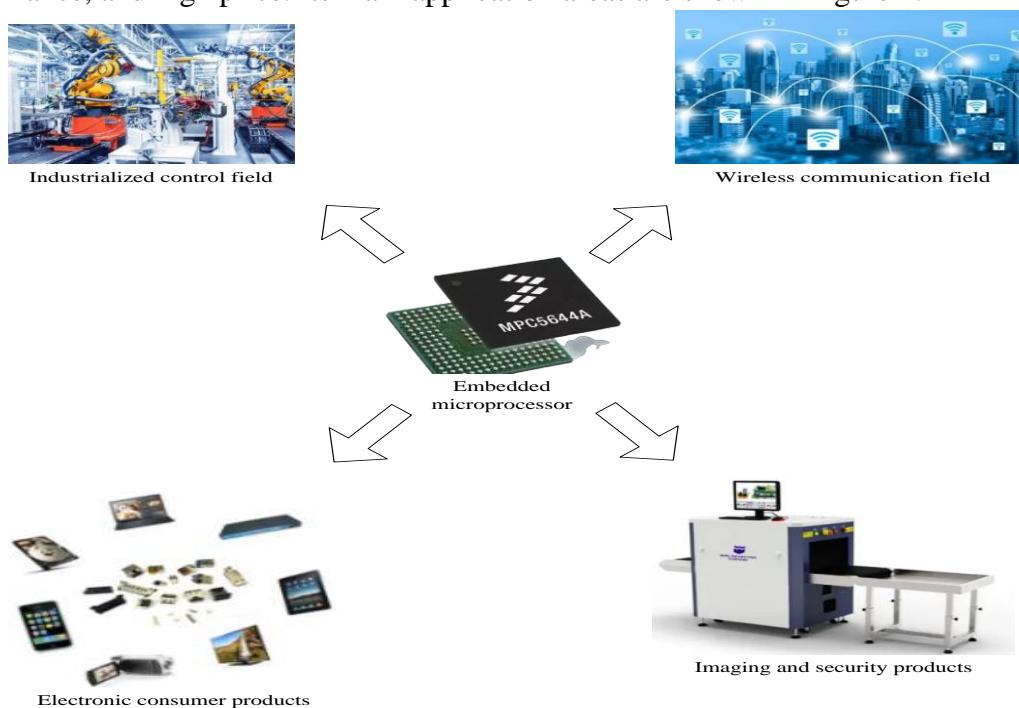 Industrialized control field
Wireless communication field
MPC5644A
Embedded
microprocessor
Imaging and security products
Electronic consumer products